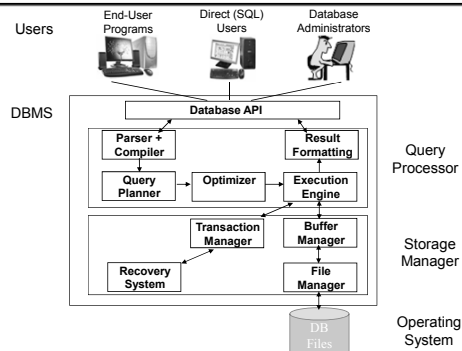 Users
End-User
Programs
Direct (SQL)
Users
Database
Administrators
DBMS
Database API
Parser +
Compiler
Result
Formatting
Query
Processor
Query
Planner
Optimizer
Execution
Engine
Transaction
Manager
Buffer
Manager
Storage
Manager
Recovery
System
File
Manager
DB
Files
Operating
System